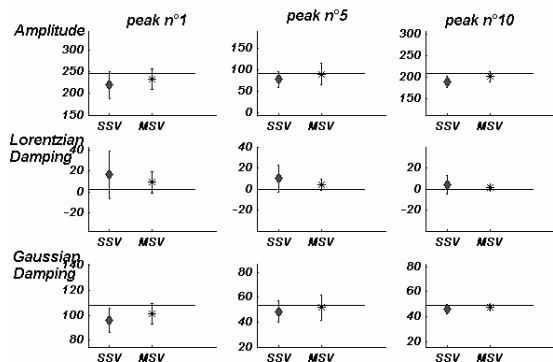 peak n°1 peak n°5 peak n°10
Amplitude
300 250 200 150
150 100 50 0
300 250 200 150
SSV MSV SSV MSV SSV MSV
Lorentzian
Damping
40 20 0 −20
40 20 0 −20
40 20 0 −20
SSV MSV SSV MSV SSV MSV
Gaussian
Damping
140 120 100 80
80 60 40 20
80 60 40 20
SSV MSV SSV MSV SSV MSV